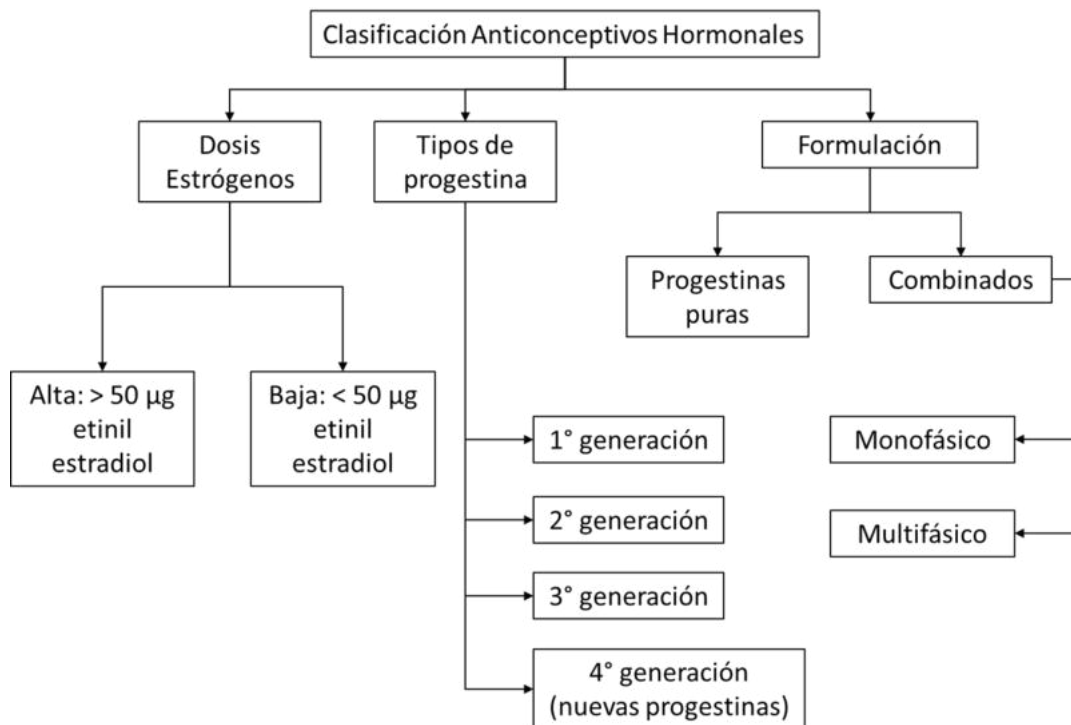 Clasificación Anticonceptivos Hormonales
Dosis
Estrógenos
Tipos de
progestina
Formulación
Progestinas
puras
Combinados
Alta: > 50 µg
etinil
estradiol
Baja: < 50 µg
etinil
estradiol
1° generación
2° generación
3° generación
4° generación
(nuevas progestinas)
Monofásico
Multifásico